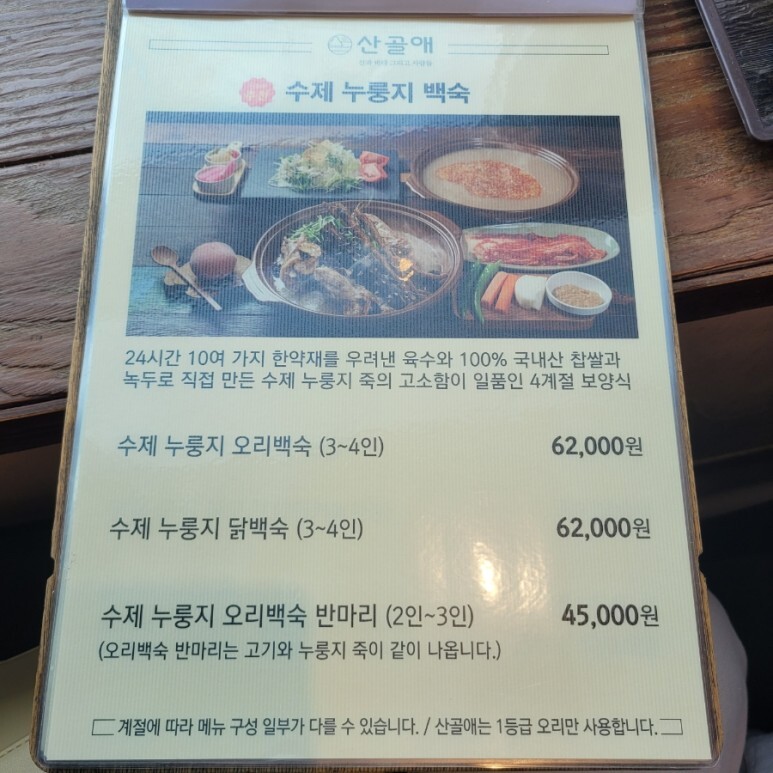 산골애
수제 누룽지 백숙
24시간 10여 가지 한약재를 우려낸 육수와 100% 국내산 찹쌀과
녹두로 직접 만든 수제 누룽지 죽의 고소함이 일품인 4계절 보양식
수제 누룽지 오리백숙 (3~4인) 62,000원
수제 누룽지 닭백숙 (3~4인) 62,000원
수제 누룽지 오리백숙 반마리 (2인~3인) 45,000원
(오리백숙 반마리는 고기와 누룽지 죽이 같이 나옵니다.)
계절에 따라 메뉴 구성 일부가 다를 수 있습니다. / 산골애는 1등급 오리만 사용합니다.